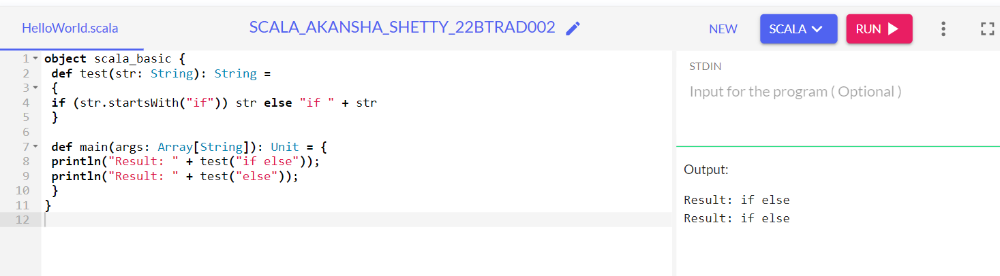 HelloWorld.scala SCALA_AKANSHA_SHETTY_22BTRAD002 NEW SCALA RUN
1 object scala_basic {
2 def test(str: String): String =
3 {
4 if (str.startsWith("if")) str else "if " + str
5 }
6
7 def main(args: Array[String]): Unit = {
8 println("Result: " + test("if else"));
9 println("Result: " + test("else"));
10 }
11 }
12
STDIN
Input for the program ( Optional )
Output:
Result: if else
Result: if else